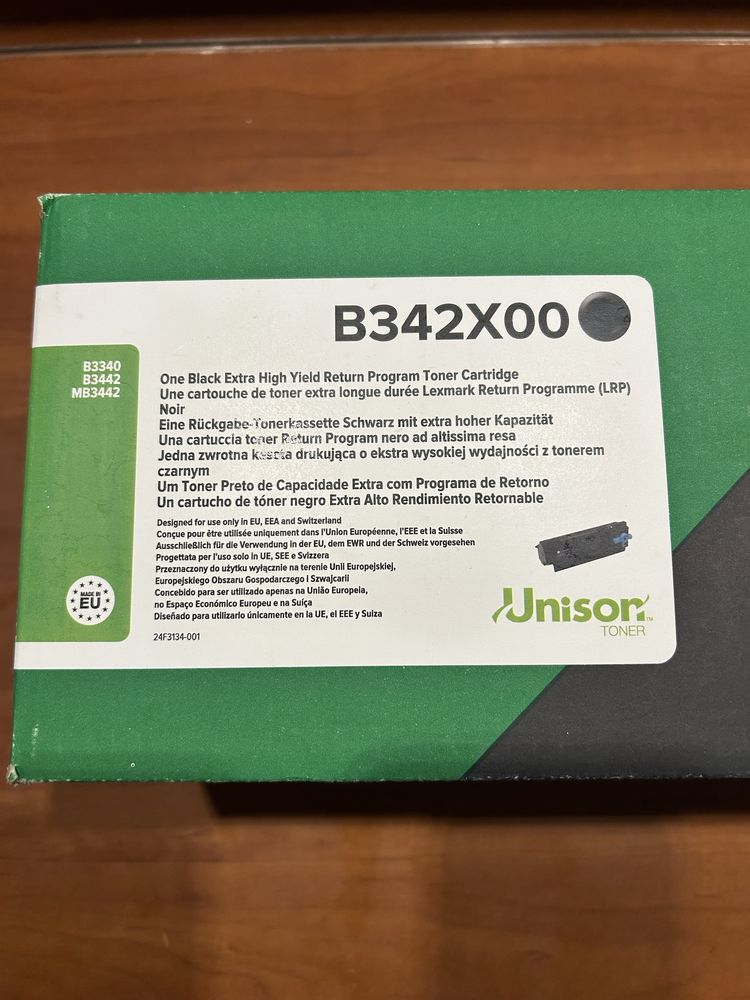 B342X00
B3340
B3442
MB3442
One Black Extra High Yield Return Program Toner Cartridge
Une cartouche de toner extra longue durée Lexmark Return Programme (LRP)
Noir
Eine Rückgabe-Tonerkassette Schwarz mit extra hoher Kapazität
Una cartuccia toner Return Program nero ad altissima resa
Jedna zwrotna kaseta drukująca o ekstra wysokiej wydajności z tonerem
czarnym
Um Toner Preto de Capacidade Extra com Programa de Retorno
Un cartucho de tóner negro Extra Alto Rendimiento Retornable
Designed for use only in EU, EEA and Switzerland
Conçue pour être utilisée uniquement dans l'Union Européenne, l'EEE et la Suisse
Ausschließlich für die Verwendung in der EU, dem EWR und der Schweiz vorgesehen
Progettata per l'uso solo in UE, SEE e Svizzera
Przeznaczony do użytku wyłącznie na terenie Unii Europejskiej,
Europejskiego Obszaru Gospodarczego i Szwajcarii
Concebido para ser utilizado apenas na União Europeia,
no Espaço Económico Europeu e na Suíça
Diseñado para utilizarlo únicamente en la UE, el EEE y Suiza
24F3134-001
MADE IN
EU
Unison™
TONER